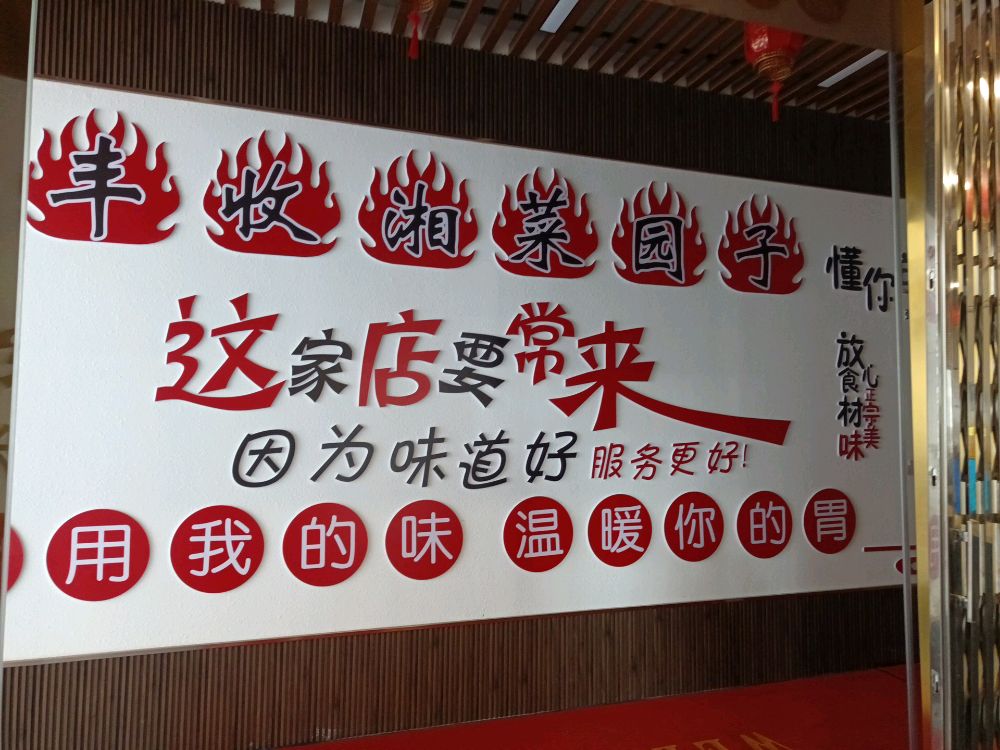 丰收湘菜园子
懂你
这家店要常来
放心
食材正宗
味完美
因为味道好服务更好!
用我的味 温暖你的胃